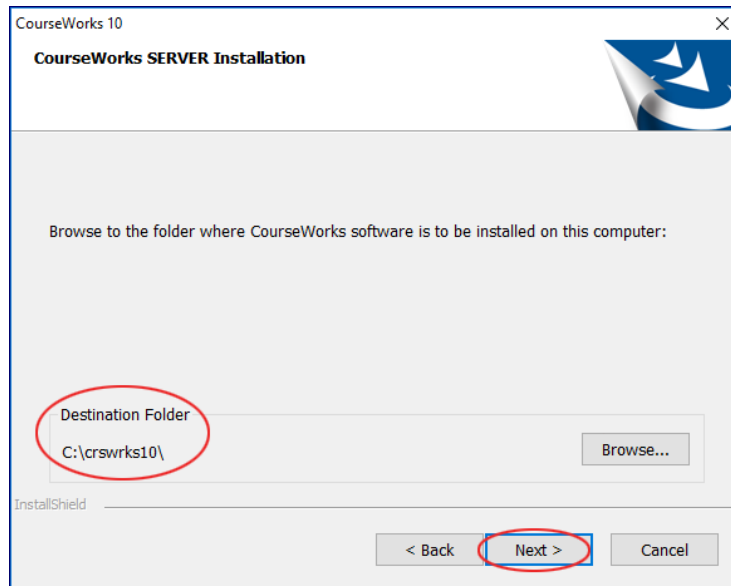 CourseWorks 10
CourseWorks SERVER Installation
Browse to the folder where CourseWorks software is to be installed on this computer:
Destination Folder
C:\crswrks10\
Browse...
InstallShield
< Back
Next >
Cancel